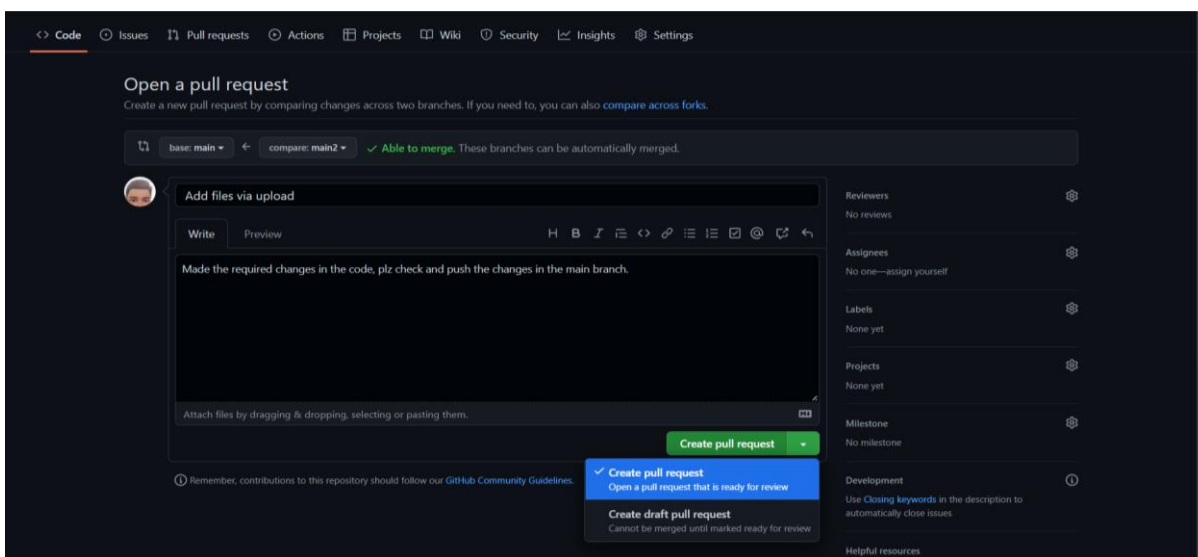 <> Code Issues Pull requests Actions Projects Wiki Security Insights Settings
Open a pull request
Create a new pull request by comparing changes across two branches. If you need to, you can also compare across forks.
base: main ← compare: main2 ✓ Able to merge. These branches can be automatically merged.
Add files via upload
Write Preview H B I <> @
Made the required changes in the code, plz check and push the changes in the main branch.
Attach files by dragging & dropping, selecting or pasting them.
Create pull request
Remember, contributions to this repository should follow our GitHub Community Guidelines.
✓ Create pull request
Open a pull request that is ready for review
Create draft pull request
Cannot be merged until marked ready for review
Reviewers
No reviews
Assignees
No one—assign yourself
Labels
None yet
Projects
None yet
Milestone
No milestone
Development
Use Closing keywords in the description to
automatically close issues
Helpful resources